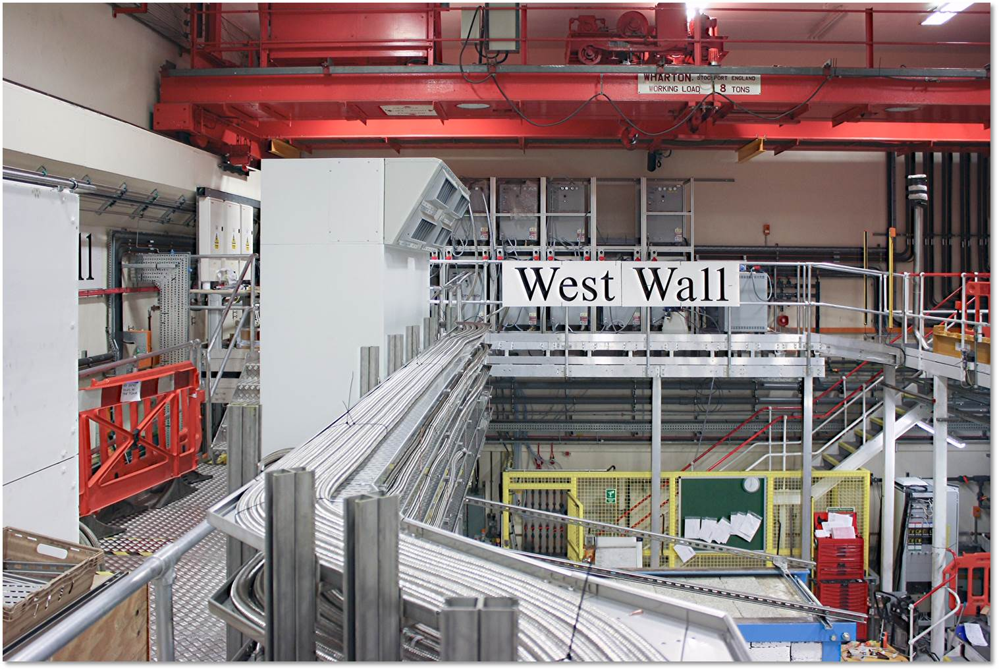 WHARTON. STOCKPORT ENGLAND
WORKING LOAD 8 TONS
ll
West Wall